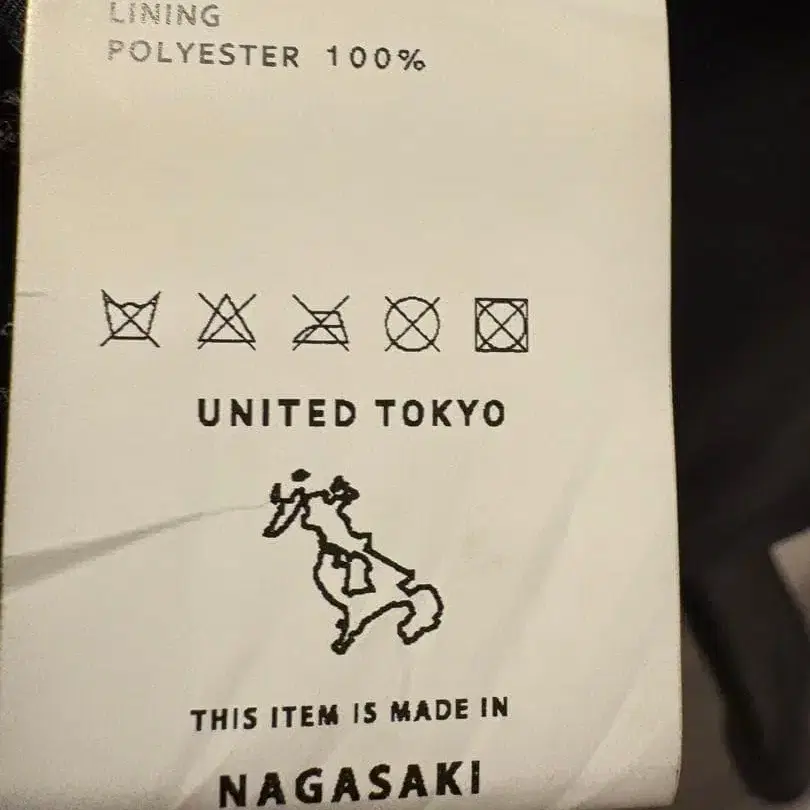 LINING
POLYESTER 100%
UNITED TOKYO
THIS ITEM IS MADE IN
NAGASAKI